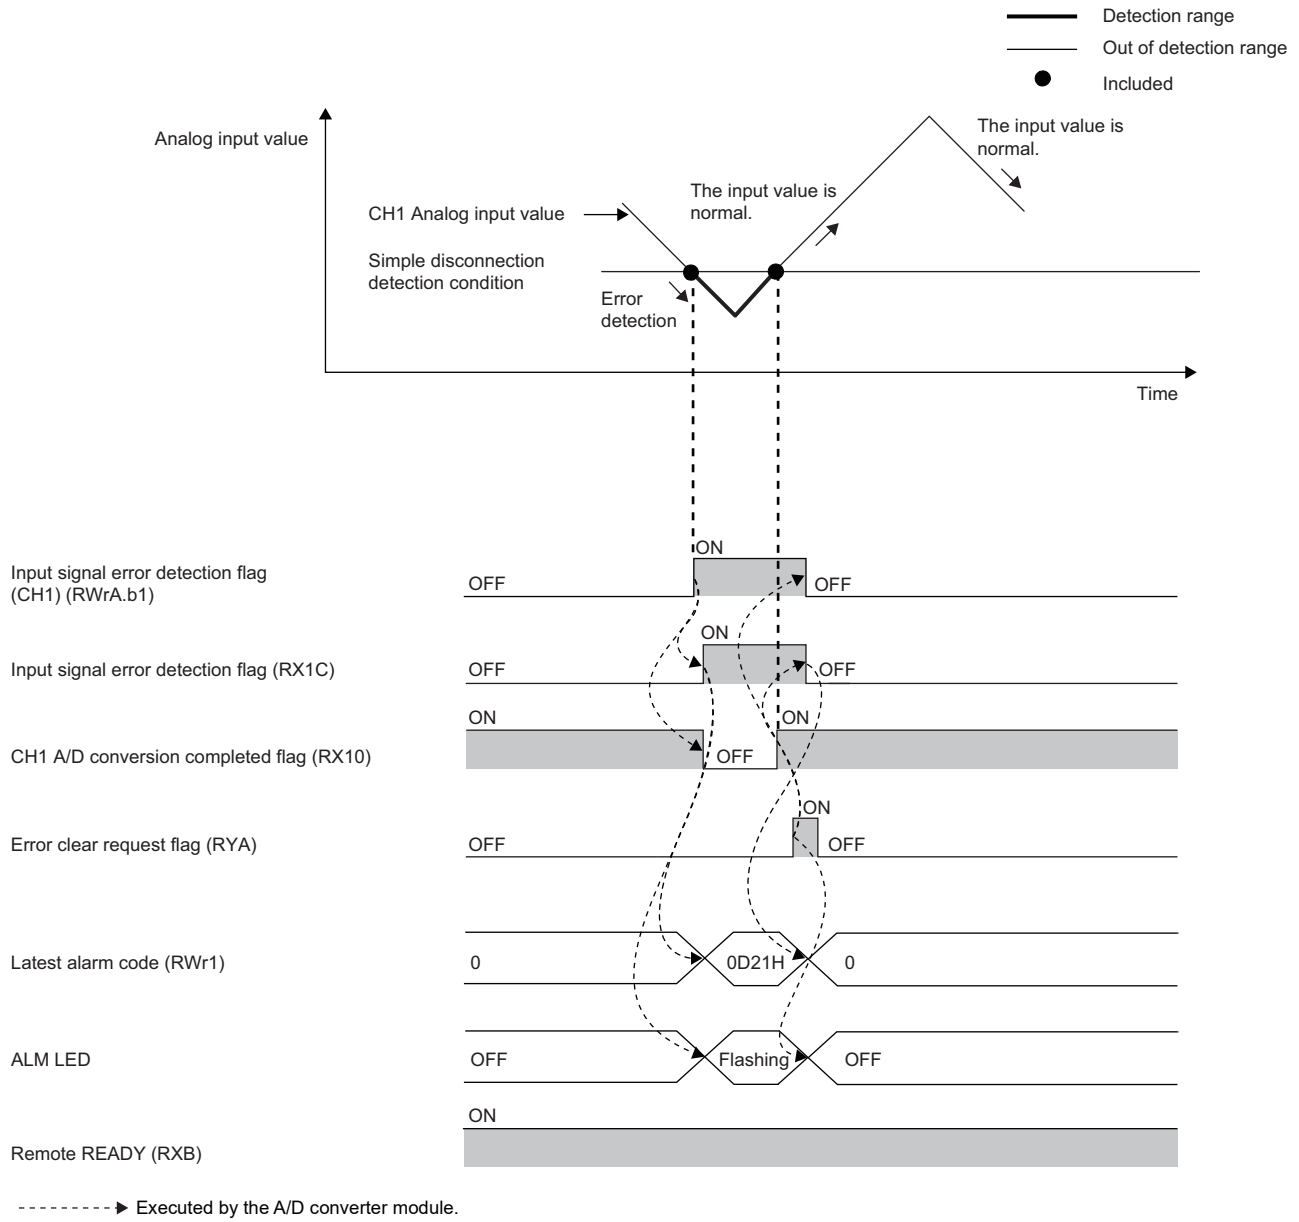 Detection range
Out of detection range
Included
Analog input value
The input value is
normal.
The input value is
normal.
CH1 Analog input value
Simple disconnection
detection condition
Error
detection
Time
ON
Input signal error detection flag
(CH1) (RWrA.b1)
OFF
OFF
ON
Input signal error detection flag (RX1C)
OFF
OFF
ON
ON
CH1 A/D conversion completed flag (RX10)
OFF
ON
Error clear request flag (RYA)
OFF
OFF
Latest alarm code (RWr1)
0
0D21H
0
ALM LED
OFF
Flashing
OFF
ON
Remote READY (RXB)
Executed by the A/D converter module.